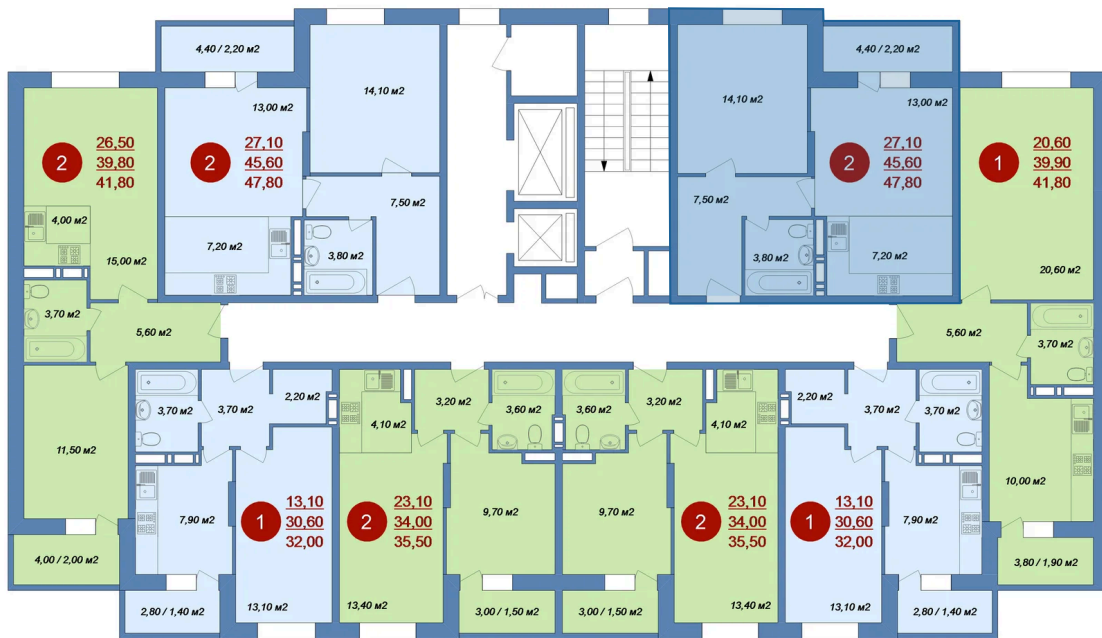 4,40 / 2,20 м2
14,10 м2
13,00 м2
2
27,10
45,60
47,80
7,20 м2
3,80 м2
7,50 м2
2
26,50
39,80
41,80
4,00 м2
15,00 м2
3,70 м2
5,60 м2
11,50 м2
4,00 / 2,00 м2
14,10 м2
4,40 / 2,20 м2
13,00 м2
2
27,10
45,60
47,80
7,50 м2
3,80 м2
7,20 м2
1
20,60
39,90
41,80
20,60 м2
5,60 м2
3,70 м2
10,00 м2
3,80 / 1,90 м2
3,70 м2
3,70 м2
2,20 м2
7,90 м2
1
13,10
30,60
32,00
13,10 м2
2,80 / 1,40 м2
4,10 м2
3,20 м2
3,60 м2
2
23,10
34,00
35,50
9,70 м2
13,40 м2
3,00 / 1,50 м2
3,60 м2
3,20 м2
4,10 м2
9,70 м2
2
23,10
34,00
35,50
13,40 м2
3,00 / 1,50 м2
2,20 м2
3,70 м2
3,70 м2
1
13,10
30,60
32,00
7,90 м2
13,10 м2
2,80 / 1,40 м2